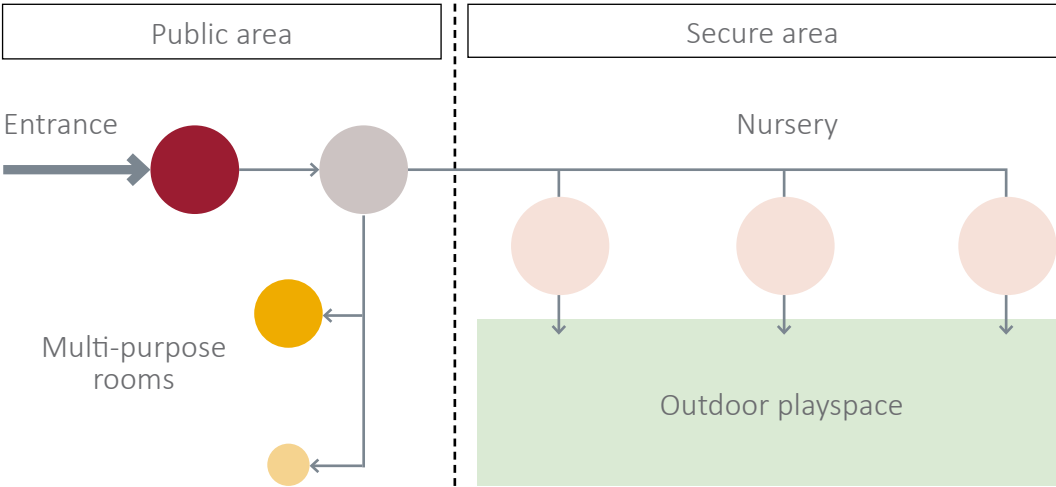 Public area
Secure area
Entrance
Nursery
Multi-purpose
rooms
Outdoor playspace